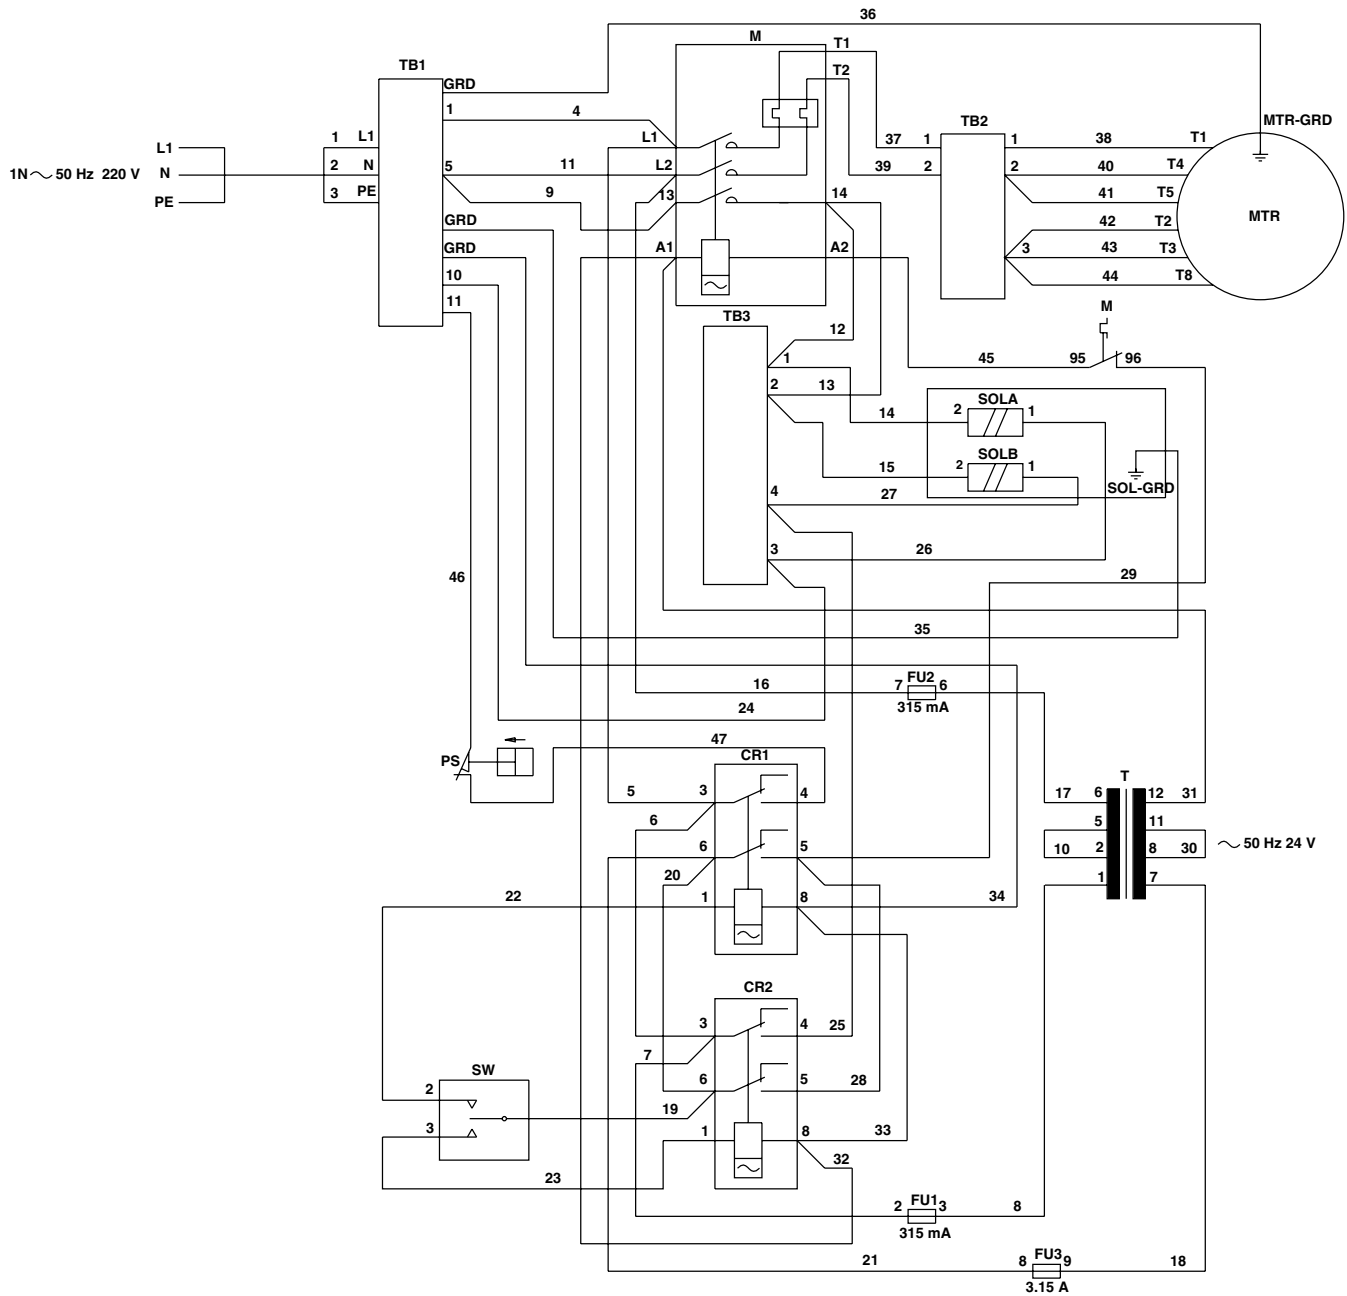 36
M
T1
TB1
T2
GRD
1
4
TB2
MTR-GRD
L1
1
L1
L1
37
1
1
38
T1
1N 50 Hz 220 V
N
2
N
5
11
L2
39
2
2
40
T4
PE
3
PE
9
13
14
41
T5
MTR
GRD
42
T2
GRD
A1
A2
3
43
T3
10
44
T8
11
M
TB3
12
1
45
95
96
2
13
SOLA
14
2
1
SOLB
15
2
1
4
27
SOL-GRD
3
26
46
29
35
16
7
FU2
6
24
315 mA
47
PS
CR1
T
5
3
4
17
6
12
31
6
5
11
6
5
10
2
8
30
50 Hz 24 V
20
1
7
22
1
8
34
CR2
3
4
25
7
SW
6
5
28
2
19
3
1
8
33
32
23
2
FU1
3
8
315 mA
21
8
FU3
9
18
3.15 A